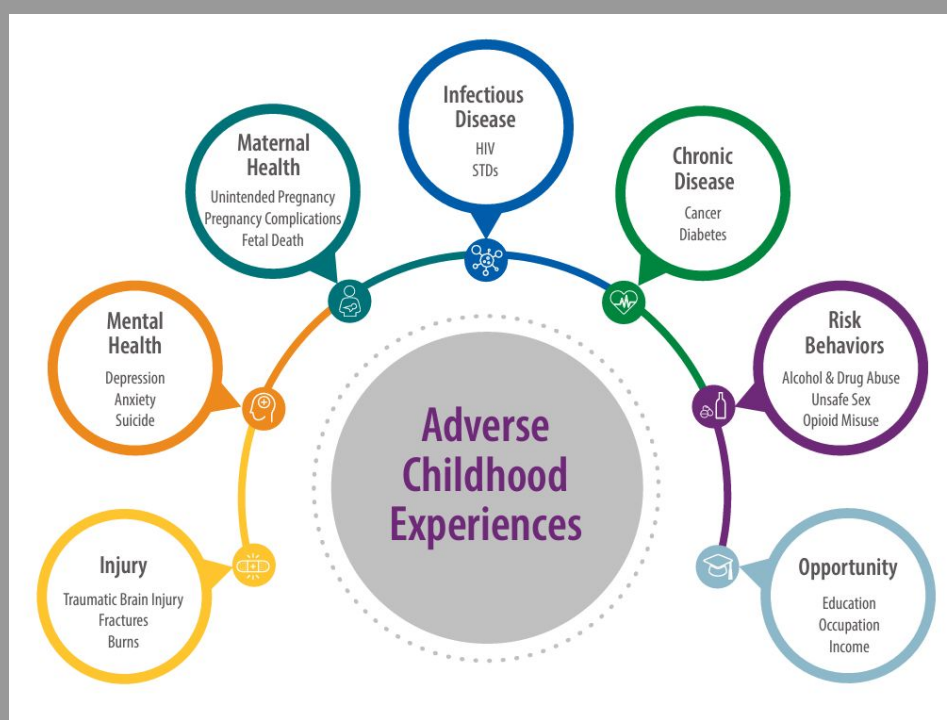 Infectious
Disease
HIV
STDs
Maternal
Health
Unintended Pregnancy
Pregnancy Complications
Fetal Death
Chronic
Disease
Cancer
Diabetes
Mental
Health
Depression
Anxiety
Suicide
Risk
Behaviors
Alcohol & Drug Abuse
Unsafe Sex
Opioid Misuse
Adverse
Childhood
Experiences
Injury
Traumatic Brain Injury
Fractures
Burns
Opportunity
Education
Occupation
Income